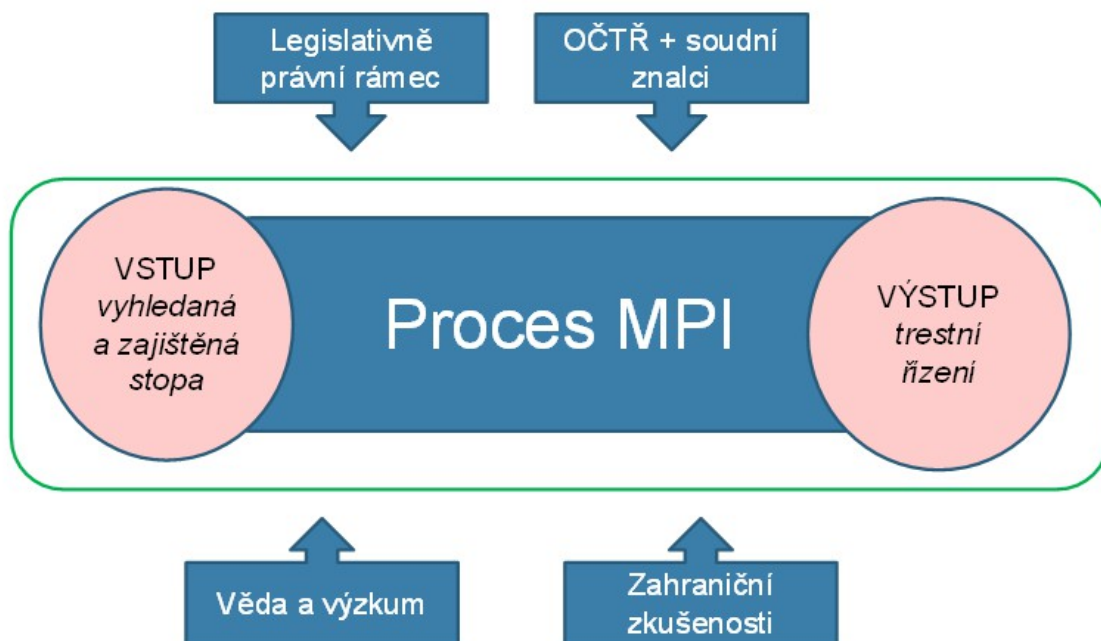 Legislativně
právní rámec
OČTŘ + soudní
znalci
VSTUP
vyhledaná
a zajištěná
stopa
Proces MPI
VÝSTUP
trestní
řízení
Věda a výzkum
Zahraniční
zkušenosti